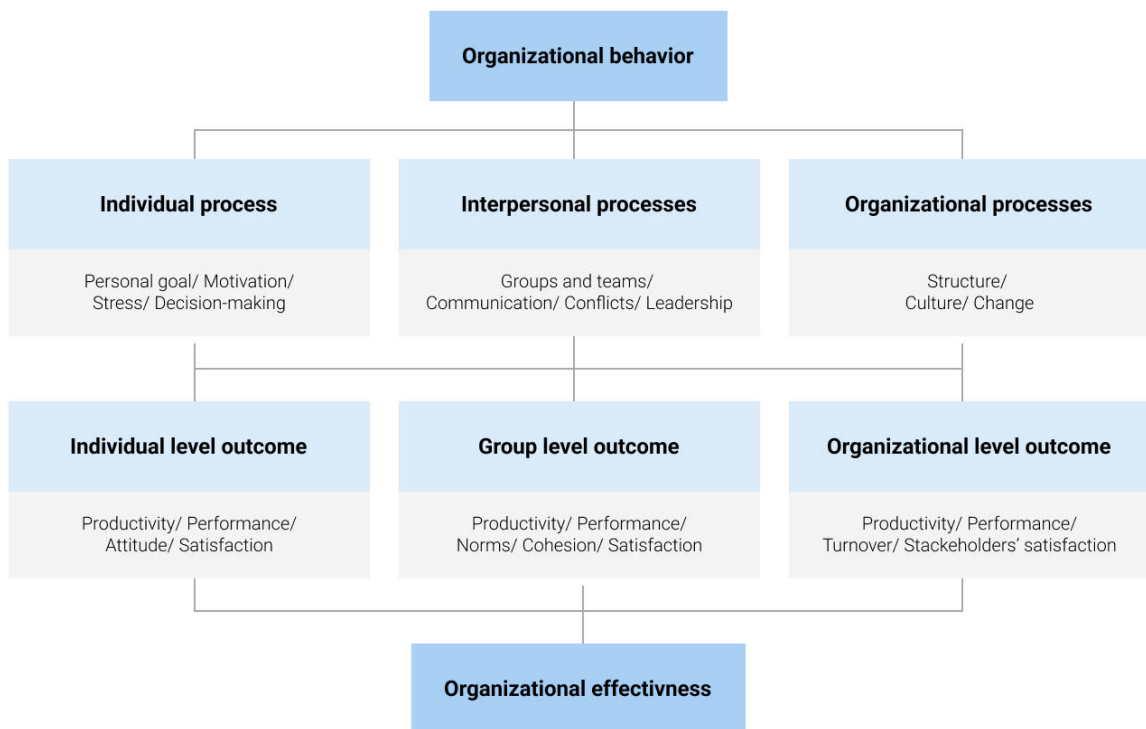 Organizational behavior
Individual process
Personal goal/ Motivation/
Stress/ Decision-making
Interpersonal processes
Groups and teams/
Communication/ Conflicts/ Leadership
Organizational processes
Structure/
Culture/ Change
Individual level outcome
Productivity/ Performance/
Attitude/ Satisfaction
Group level outcome
Productivity/ Performance/
Norms/ Cohesion/ Satisfaction
Organizational level outcome
Productivity/ Performance/
Turnover/ Stackeholders’ satisfaction
Organizational effectivness